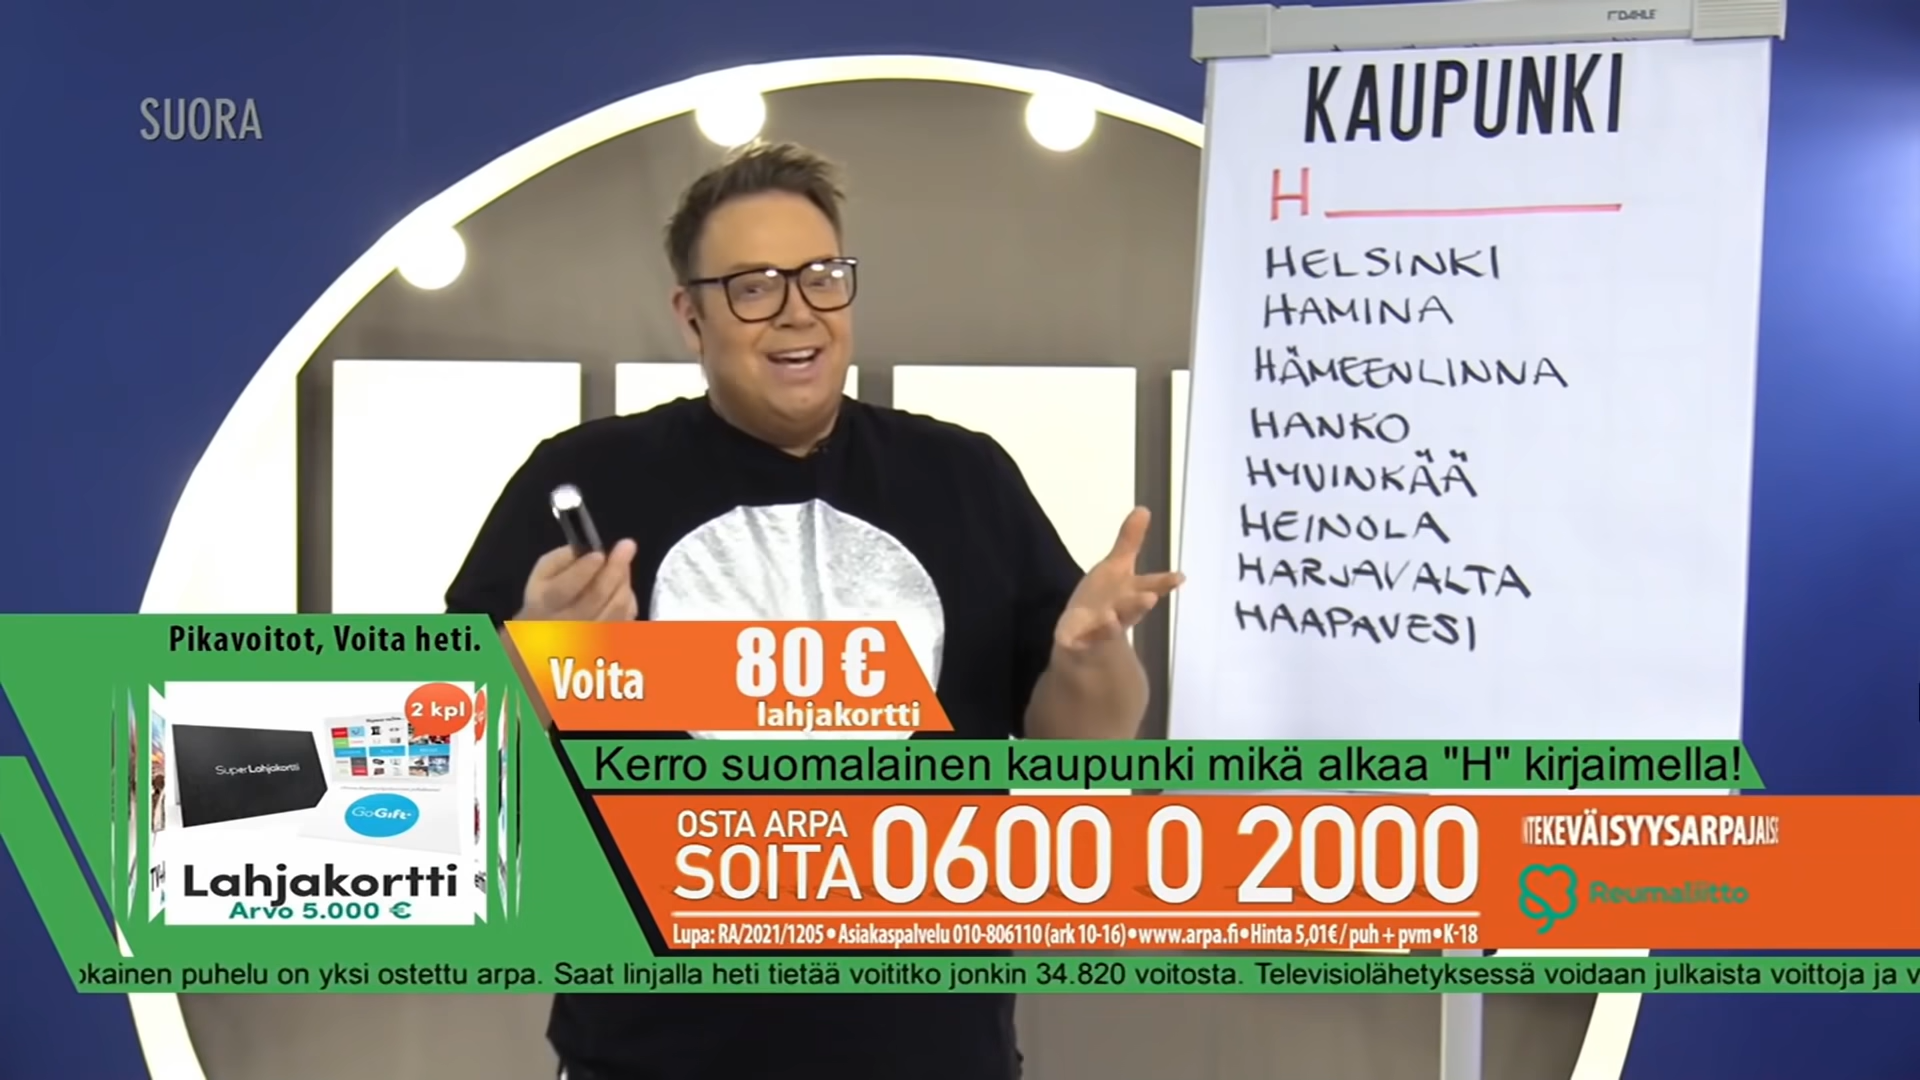 DAHLE
SUORA
KAUPUNKI
H
HELSINKI
HAMINA
HÄMEENLINNA
HANKO
HYVINKÄÄ
HEINOLA
HARJAVALTA
HAAPAVESI
Pikavoitot, Voita heti.
2 kpl
SuperLahjakortti
GoGift
Lahjakortti
Arvo 5.000 €
Voita
80 €
lahjakortti
Kerro suomalainen kaupunki mikä alkaa "H" kirjaimella!
OSTA ARPA
SOITA 0600 0 2000
TEKEVÄISYYSARPAJAIS
Reumaliitto
Lupa: RA/2021/1205 • Asiakaspalvelu 010-806110 (ark 10-16) • www.arpa.fi • Hinta 5,01€ / puh + pvm • K-18
okainen puhelu on yksi ostettu arpa. Saat linjalla heti tietää voititko jonkin 34.820 voitosta. Televisiolähetyksessä voidaan julkaista voittoja ja v